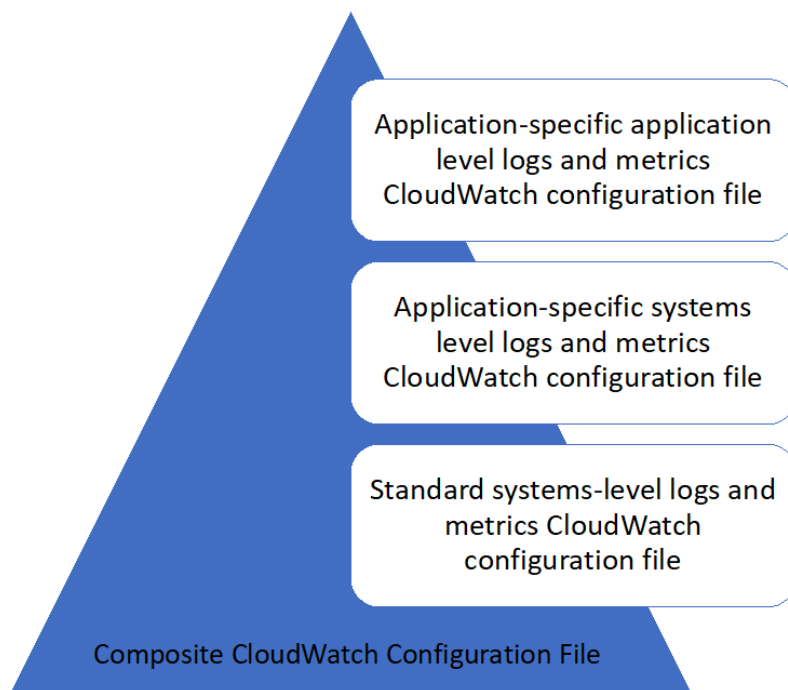 Application-specific application
level logs and metrics
CloudWatch configuration file
Application-specific systems
level logs and metrics
CloudWatch configuration file
Standard systems-level logs and
metrics CloudWatch
configuration file
Composite CloudWatch Configuration File